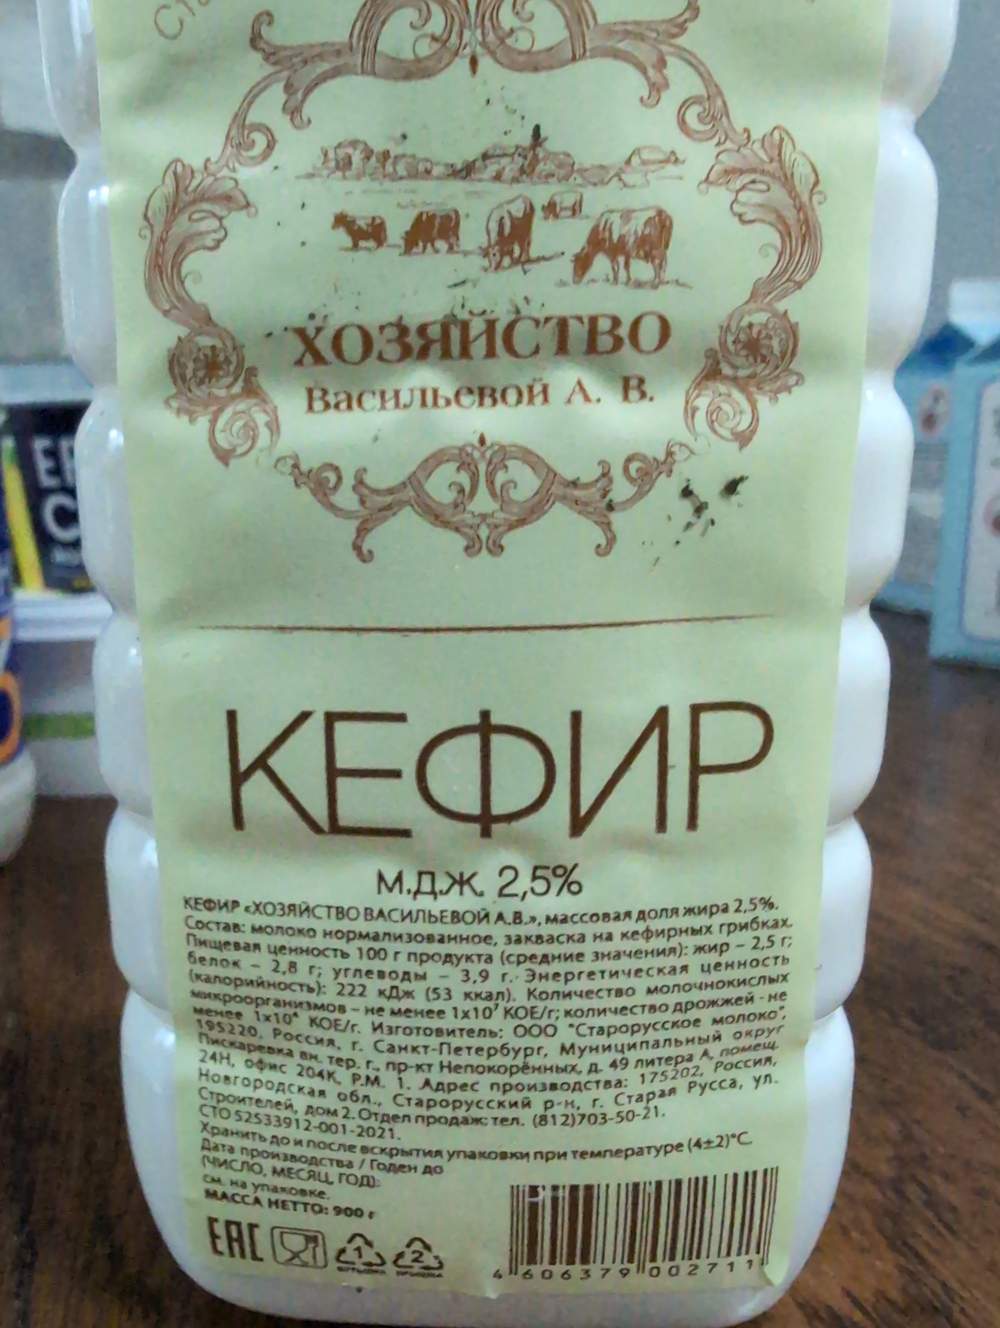 ХОЗЯЙСТВО
Васильевой А. В.
КЕФИР
М.Д.Ж. 2,5%
КЕФИР «ХОЗЯЙСТВО ВАСИЛЬЕВОЙ А.В.», массовая доля жира 2,5%.
Состав: молоко нормализованное, закваска на кефирных грибках.
Пищевая ценность 100 г продукта (средние значения): жир – 2,5 г;
белок – 2,8 г; углеводы – 3,9 г. Энергетическая ценность
(калорийность): 222 кДж (53 ккал). Количество молочнокислых
микроорганизмов – не менее 1х10⁷ КОЕ/г; количество дрожжей - не
менее 1х10⁴ КОЕ/г. Изготовитель: ООО "Старорусское молоко",
195220, Россия, г. Санкт-Петербург, Муниципальный округ
Пискаревка вн. тер. г., пр-кт Непокорённых, д. 49 литера А, помещ.
24Н, офис 204К, Р.М. 1. Адрес производства: 175202, Россия,
Новгородская обл., Старорусский р-н, г. Старая Русса, ул.
Строителей, дом 2. Отдел продаж: тел. (812)703-50-21.
СТО 52533912-001-2021.
Хранить до и после вскрытия упаковки при температуре (4±2)°С.
Дата производства / Годен до
(ЧИСЛО, МЕСЯЦ, ГОД):
см. на упаковке.
МАССА НЕТТО: 900 г
ЕАС
1 2
4 606379 002711